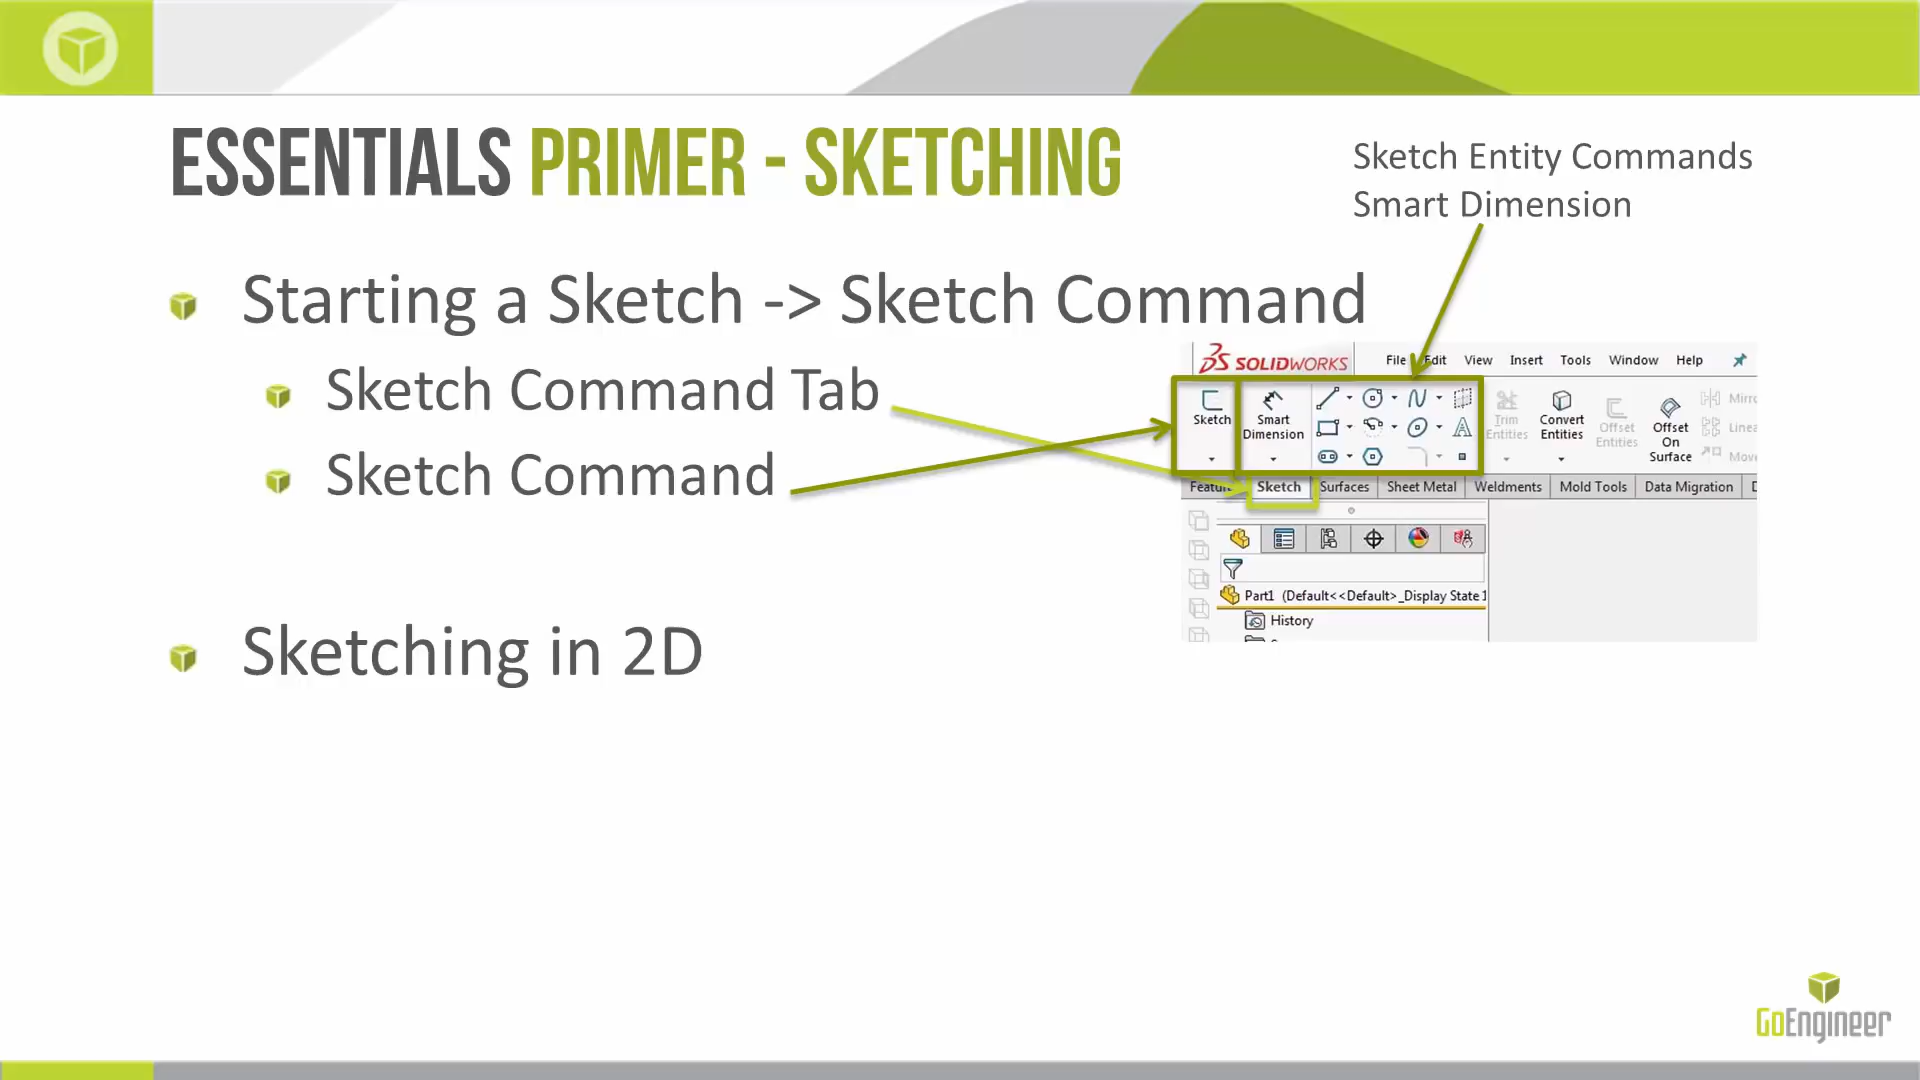 ESSENTIALS PRIMER - SKETCHING
Sketch Entity Commands
Smart Dimension
Starting a Sketch -> Sketch Command
Sketch Command Tab
Sketch Command
Sketching in 2D
SOLIDWORKS
File Edit View Insert Tools Window Help
Sketch
Smart
Dimension
Trim
Entities
Convert
Entities
Offset
Entities
Offset
On
Surface
Sketch Surfaces Sheet Metal Weldments Mold Tools Data Migration
Part1 (Default<<Default>_Display State 1
History
GoEngineer